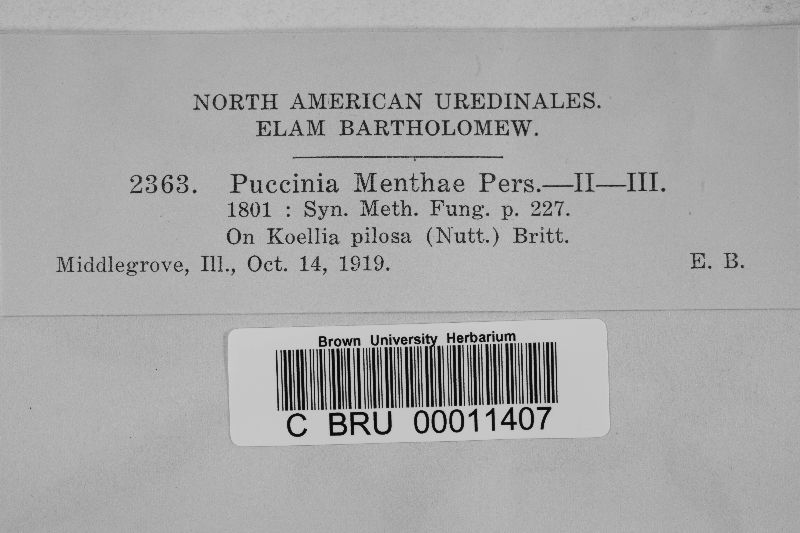 NORTH AMERICAN UREDINALES.
ELAM BARTHOLOMEW.
2363. Puccinia Menthae Pers.—II—III.
1801 : Syn. Meth. Fung. p. 227.
On Koellia pilosa (Nutt.) Britt.
Middlegrove, Ill., Oct. 14, 1919. E. B.
Brown University Herbarium
C BRU 00011407